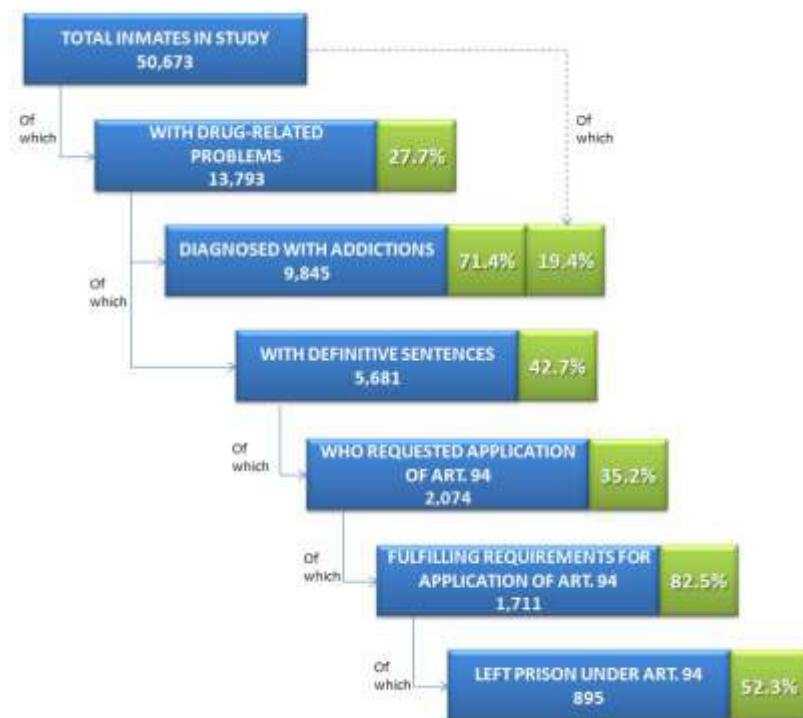 TOTAL INMATES IN STUDY
50,673
Of
which
Of
which
WITH DRUG-RELATED
PROBLEMS
13,793
27.7%
DIAGNOSED WITH ADDICTIONS
9,845
71.4%
19.4%
Of
which
WITH DEFINITIVE SENTENCES
5,681
42.7%
Of
which
WHO REQUESTED APPLICATION
OF ART. 94
2,074
35.2%
Of
which
FULFILLING REQUIREMENTS FOR
APPLICATION OF ART. 94
1,711
82.5%
Of
which
LEFT PRISON UNDER ART. 94
895
52.3%